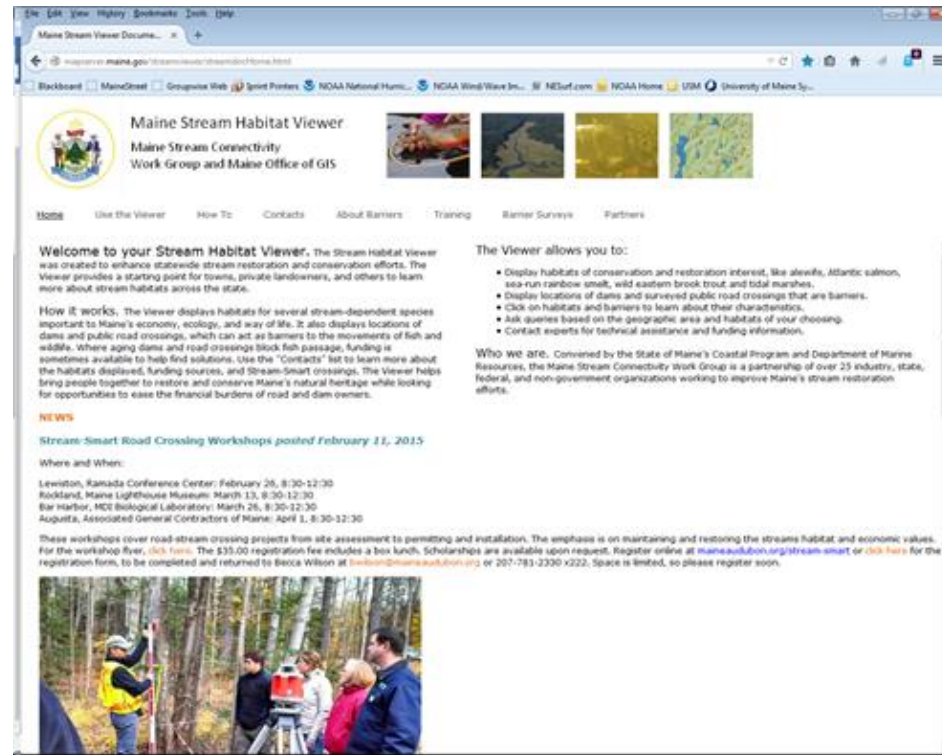 File Edit View History Bookmarks Tools Help
Maine Stream Viewer Docume... × +
Blackboard MaineStreet Groupwise Web Sprint Printers NOAA National Hurric... NOAA Wind/Wave Im... NESurf.com NOAA Home USM University of Maine Sy...
Maine Stream Habitat Viewer
Maine Stream Connectivity
Work Group and Maine Office of GIS
Home Use the Viewer How To Contacts About Barriers Training Barrier Surveys Partners
Welcome to your Stream Habitat Viewer. The Stream Habitat Viewer
was created to enhance statewide stream restoration and conservation efforts. The
Viewer provides a starting point for towns, private landowners, and others to learn
more about stream habitats across the state.
How it works. The Viewer displays habitats for several stream-dependent species
important to Maine's economy, ecology, and way of life. It also displays locations of
dams and public road crossings, which can act as barriers to the movements of fish and
wildlife. Where aging dams and road crossings block fish passage, funding is
sometimes available to help find solutions. Use the "Contacts" list to learn more about
the habitats displayed, funding sources, and Stream-Smart crossings. The Viewer helps
bring people together to restore and conserve Maine's natural heritage while looking
for opportunities to ease the financial burdens of road and dam owners.
The Viewer allows you to:
• Display habitats of conservation and restoration interest, like alewife, Atlantic salmon,
sea-run rainbow smelt, wild eastern brook trout and tidal marshes.
• Display locations of dams and surveyed public road crossings that are barriers.
• Click on habitats and barriers to learn about their characteristics.
• Ask queries based on the geographic area and habitats of your choosing.
• Contact experts for technical assistance and funding information.
Who we are. Convened by the State of Maine's Coastal Program and Department of Marine
Resources, the Maine Stream Connectivity Work Group is a partnership of over 25 industry, state,
federal, and non-government organizations working to improve Maine's stream restoration
efforts.
NEWS
Stream-Smart Road Crossing Workshops posted February 11, 2015
Where and When:
Lewiston, Ramada Conference Center: February 26, 8:30-12:30
Rockland, Maine Lighthouse Museum: March 13, 8:30-12:30
Bar Harbor, MDI Biological Laboratory: March 26, 8:30-12:30
Augusta, Associated General Contractors of Maine: April 1, 8:30-12:30
These workshops cover road-stream crossing projects from site assessment to permitting and installation. The emphasis is on maintaining and restoring the streams habitat and economic values.
For the workshop flyer, click here. The $35.00 registration fee includes a box lunch. Scholarships are available upon request. Register online at maineaudubon.org/stream-smart or click here for the
registration form, to be completed and returned to Becca Wilson at bwilson@maineaudubon.org or 207-781-2330 x222. Space is limited, so please register soon.